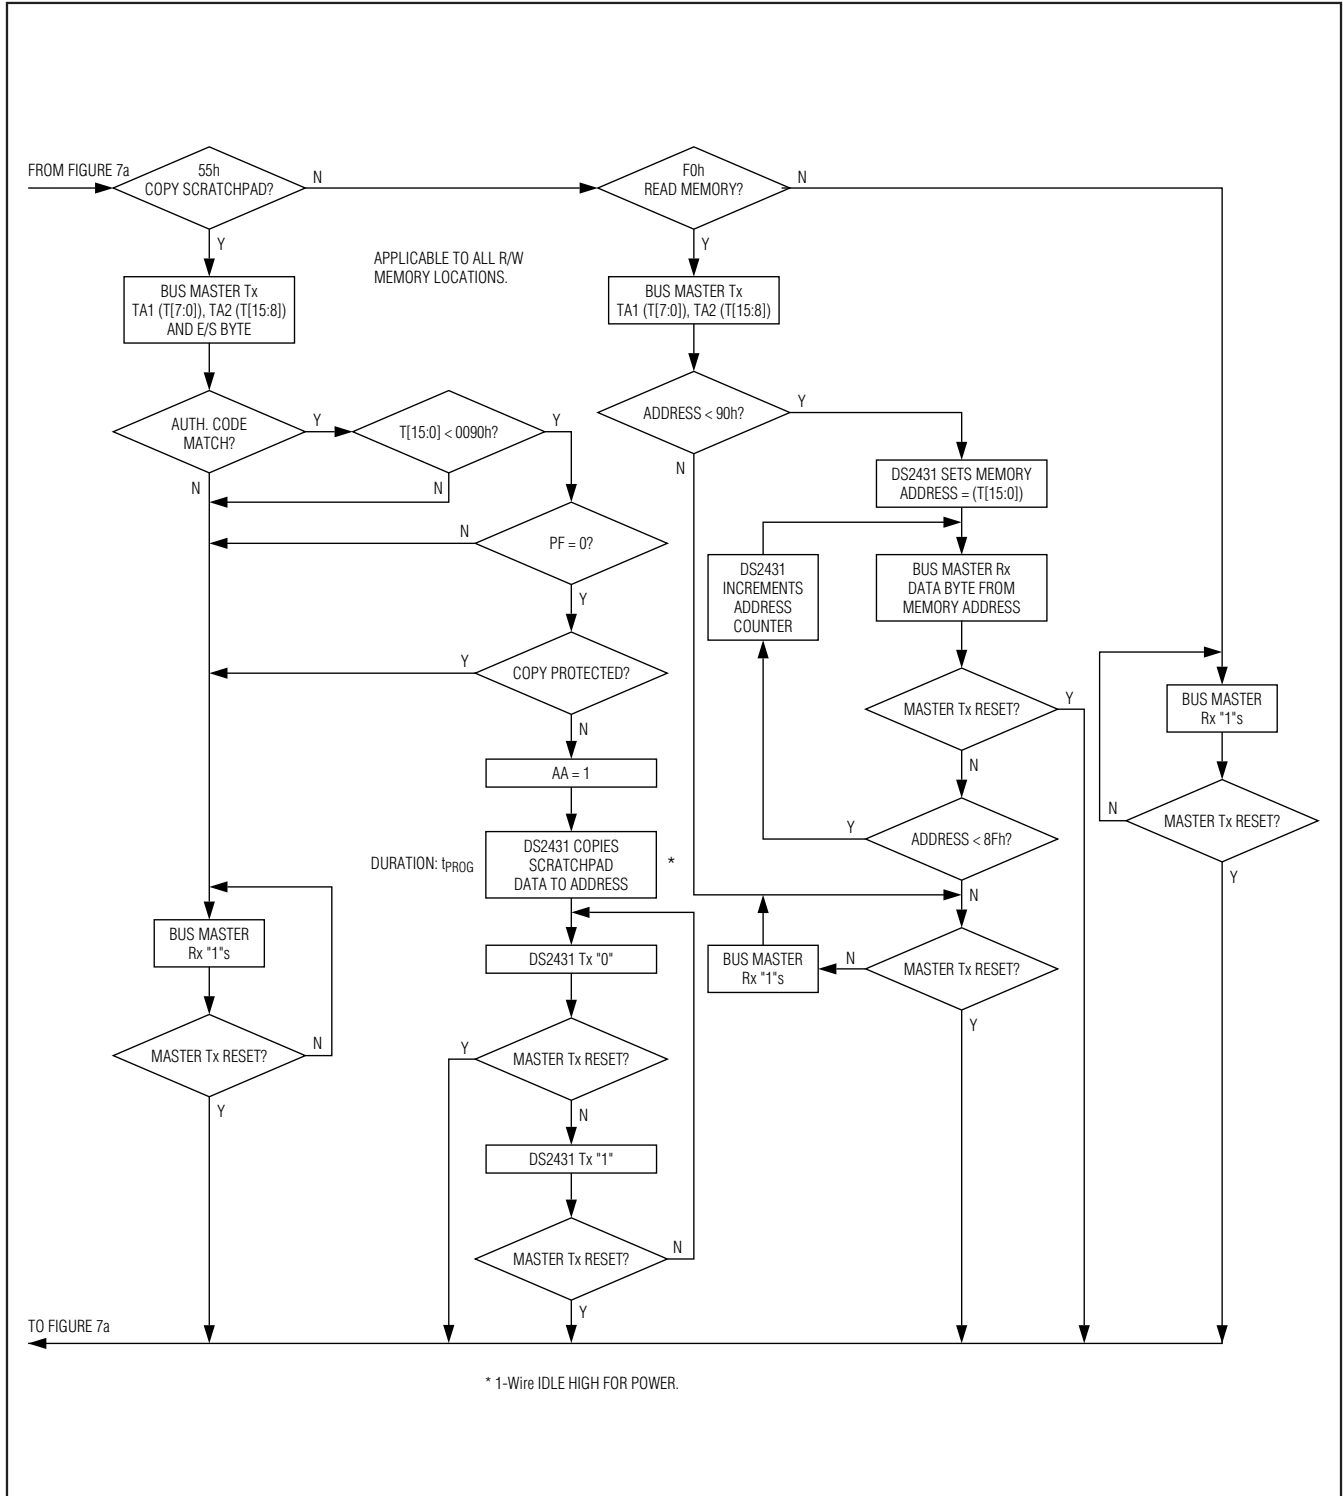 FROM FIGURE 7a
55h
COPY SCRATCHPAD?
N
F0h
READ MEMORY?
N
Y
APPLICABLE TO ALL R/W
MEMORY LOCATIONS.
Y
BUS MASTER Tx
TA1 (T[7:0]), TA2 (T[15:8])
AND E/S BYTE
BUS MASTER Tx
TA1 (T[7:0]), TA2 (T[15:8])
AUTH. CODE
MATCH?
Y
T[15:0] < 0090h?
Y
ADDRESS < 90h?
Y
N
N
N
DS2431 SETS MEMORY
ADDRESS = (T[15:0])
N
PF = 0?
Y
DS2431
INCREMENTS
ADDRESS
COUNTER
BUS MASTER Rx
DATA BYTE FROM
MEMORY ADDRESS
Y
COPY PROTECTED?
N
MASTER Tx RESET?
Y
N
BUS MASTER
Rx "1"s
AA = 1
N
MASTER Tx RESET?
Y
DURATION: tPROG
DS2431 COPIES
SCRATCHPAD
DATA TO ADDRESS
*
Y
ADDRESS < 8Fh?
N
BUS MASTER
Rx "1"s
DS2431 Tx "0"
BUS MASTER
Rx "1"s
N
MASTER Tx RESET?
Y
MASTER Tx RESET?
N
Y
Y
MASTER Tx RESET?
N
DS2431 Tx "1"
MASTER Tx RESET?
N
Y
TO FIGURE 7a
* 1-Wire IDLE HIGH FOR POWER.